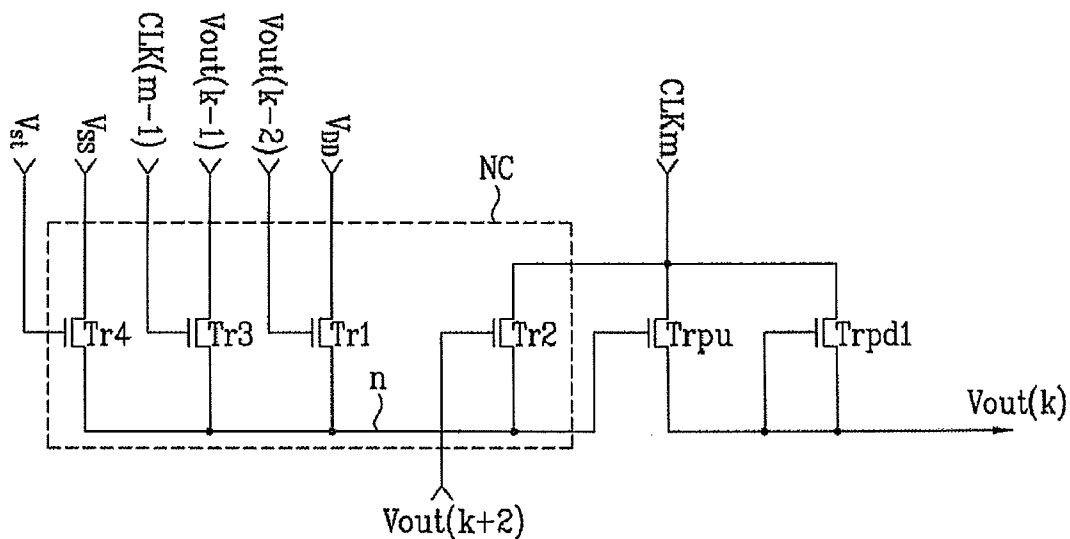 Vst
VSS
CLK(m-1)
Vout(k-1)
Vout(k-2)
VDD
CLKm
NC
Tr4
Tr3
Tr1
Tr2
Trpu
Trpd1
n
Vout(k)
Vout(k+2)